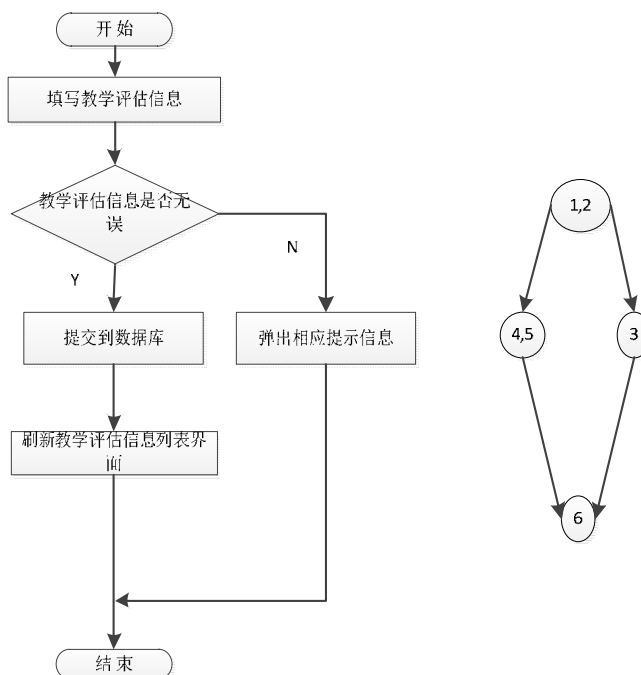 开 始
填写教学评估信息
教学评估信息是否无
误
N
Y
提交到数据库
弹出相应提示信息
刷新教学评估信息列表界
面
结 束
1,2
4,5
3
6